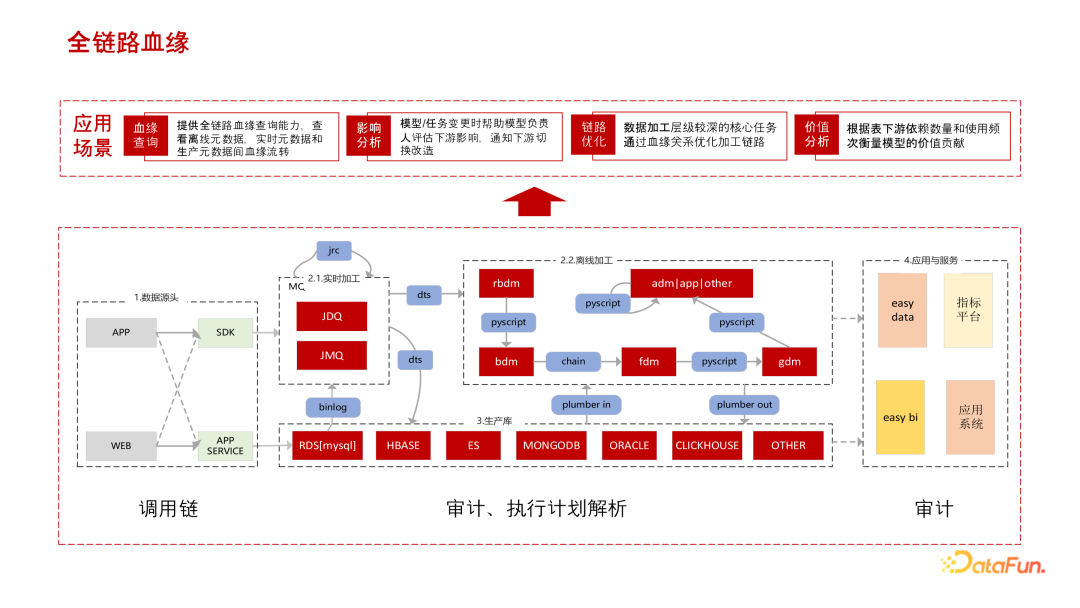 全链路血缘
应用
场景
血缘
查询
提供全链路血缘查询能力，查
看离线元数据，实时元数据和
生产元数据间血缘流转
影响
分析
模型/任务变更时帮助模型负责
人评估下游影响，通知下游切
换改造
链路
优化
数据加工层级较深的核心任务
通过血缘关系优化加工链路
价值
分析
根据表下游依赖数量和使用频
次衡量模型的价值贡献
1.数据源头
APP
SDK
WEB
APP
SERVICE
jrc
MQ
2.1.实时加工
JDQ
JMQ
binlog
dts
dts
2.2.离线加工
rbdm
pyscript
bdm
chain
fdm
pyscript
gdm
pyscript
adm|app|other
pyscript
plumber in
plumber out
3.生产库
RDS[mysql]
HBASE
ES
MONGODB
ORACLE
CLICKHOUSE
OTHER
4.应用与服务
easy
data
指标
平台
easy bi
应用
系统
调用链
审计、执行计划解析
审计
DataFun.